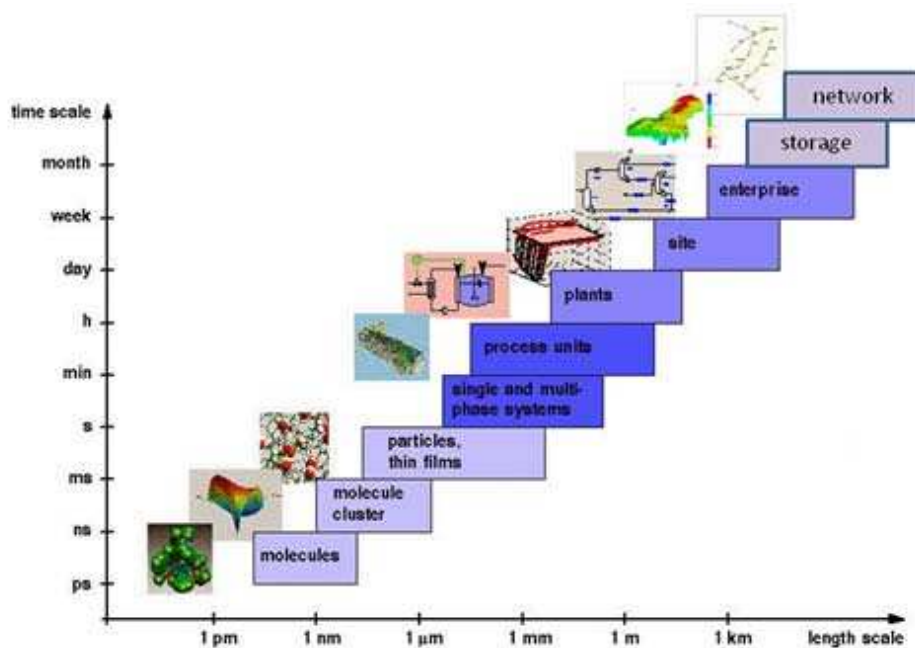 network
time scale
storage
month
enterprise
week
site
day
plants
h
process units
min
single and multi-
phase systems
s
particles,
thin films
ms
molecule
cluster
ns
molecules
ps
1 pm
1 nm
1 μm
1 mm
1 m
1 km
length scale